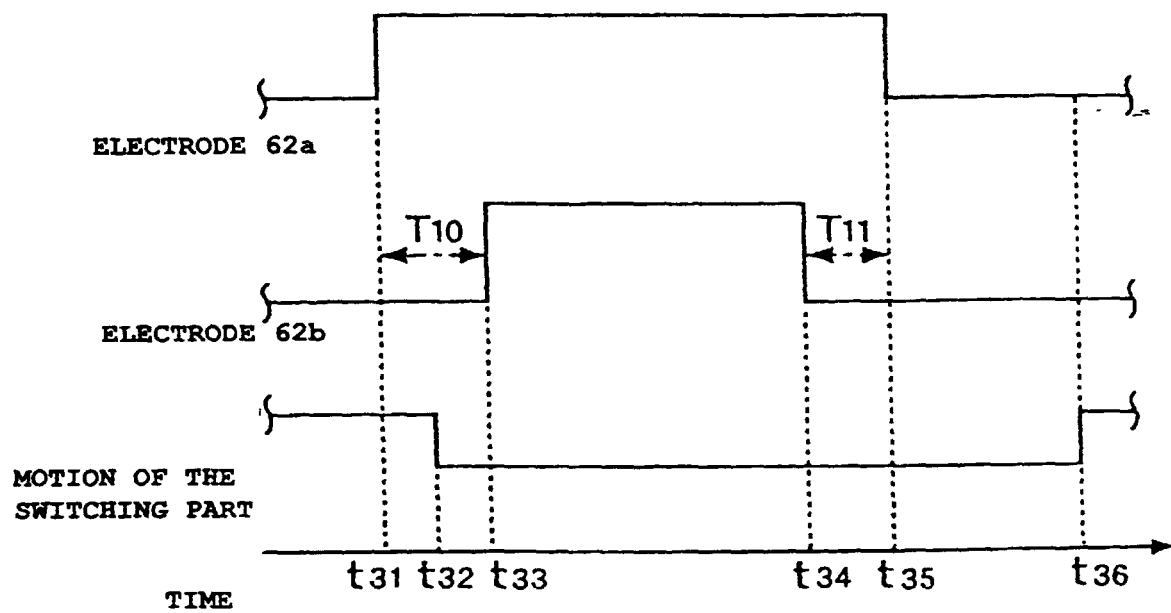 ELECTRODE 62a
T10
T11
ELECTRODE 62b
MOTION OF THE
SWITCHING PART
t31 t32 t33 t34 t35 t36
TIME